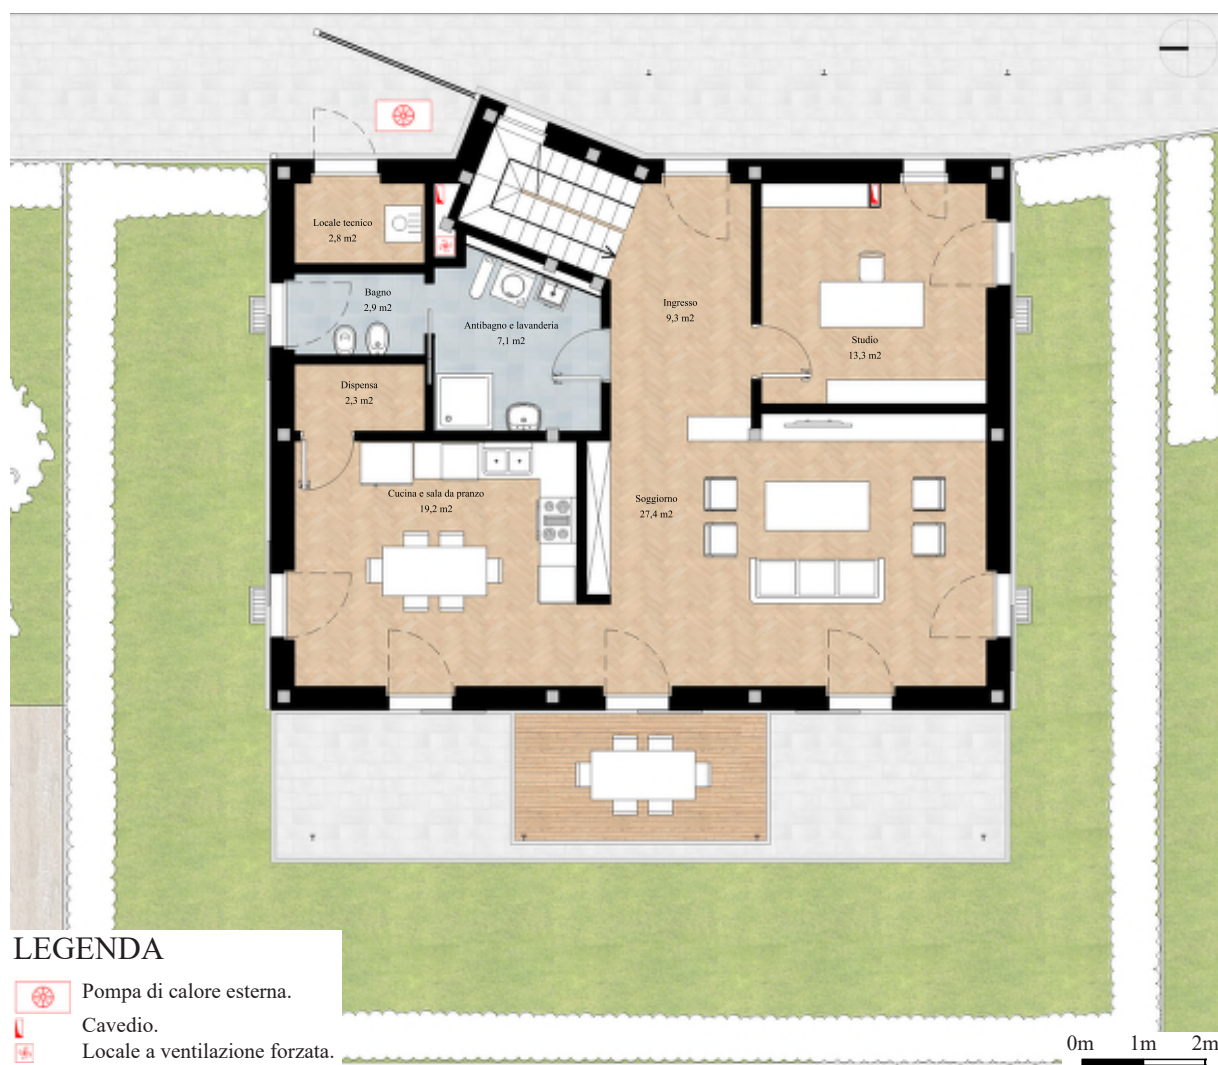 Locale tecnico
2,8 m2
Bagno
2,9 m2
Antibagno e lavanderia
7,1 m2
Ingresso
9,3 m2
Studio
13,3 m2
Dispensa
2,3 m2
Cucina e sala da pranzo
19,2 m2
Soggiorno
27,4 m2
LEGENDA
Pompa di calore esterna.
Cavedio.
Locale a ventilazione forzata.
0m 1m 2m